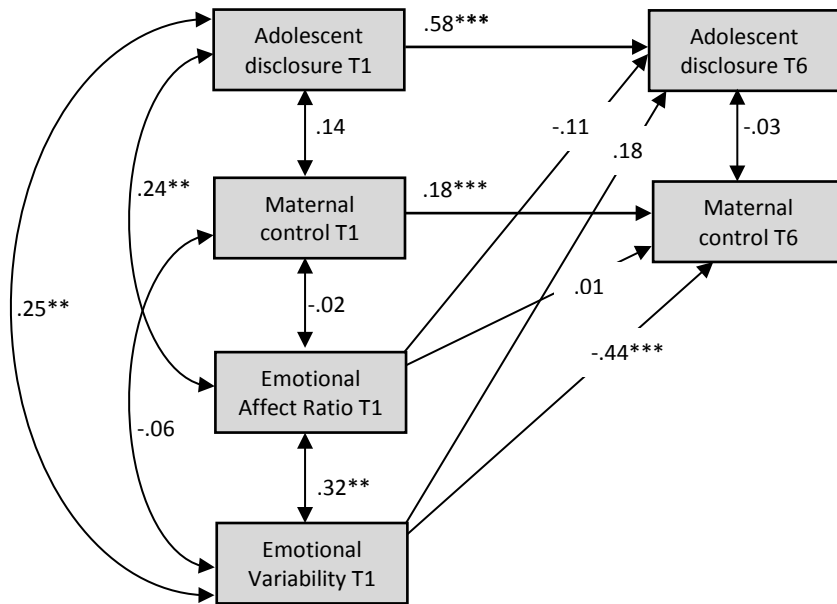 Adolescent
disclosure T1
.58***
Adolescent
disclosure T6
.14
-.11
.18
-.03
.24**
Maternal
control T1
.18***
Maternal
control T6
.25**
-.02
.01
-.06
Emotional
Affect Ratio T1
-.44***
.32**
Emotional
Variability T1